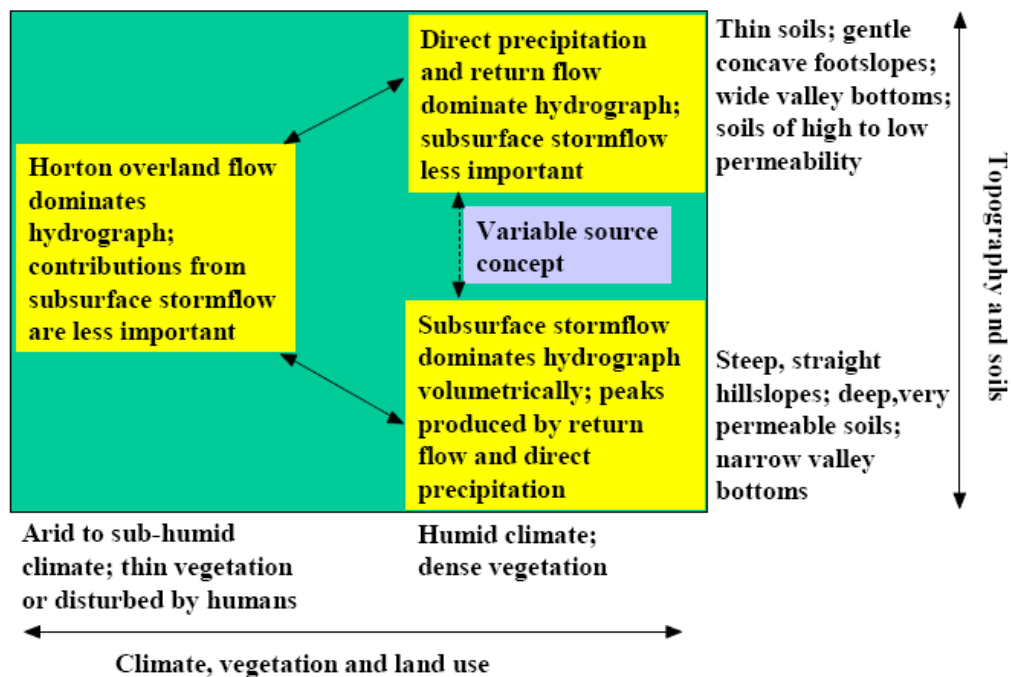 Direct precipitation
and return flow
dominate hydrograph;
subsurface stormflow
less important
Thin soils; gentle
concave footslopes;
wide valley bottoms;
soils of high to low
permeability
Horton overland flow
dominates
hydrograph;
contributions from
subsurface stormflow
are less important
Variable source
concept
Topography and soils
Subsurface stormflow
dominates hydrograph
volumetrically; peaks
produced by return
flow and direct
precipitation
Steep, straight
hillslopes; deep,very
permeable soils;
narrow valley
bottoms
Arid to sub-humid
climate; thin vegetation
or disturbed by humans
Humid climate;
dense vegetation
Climate, vegetation and land use